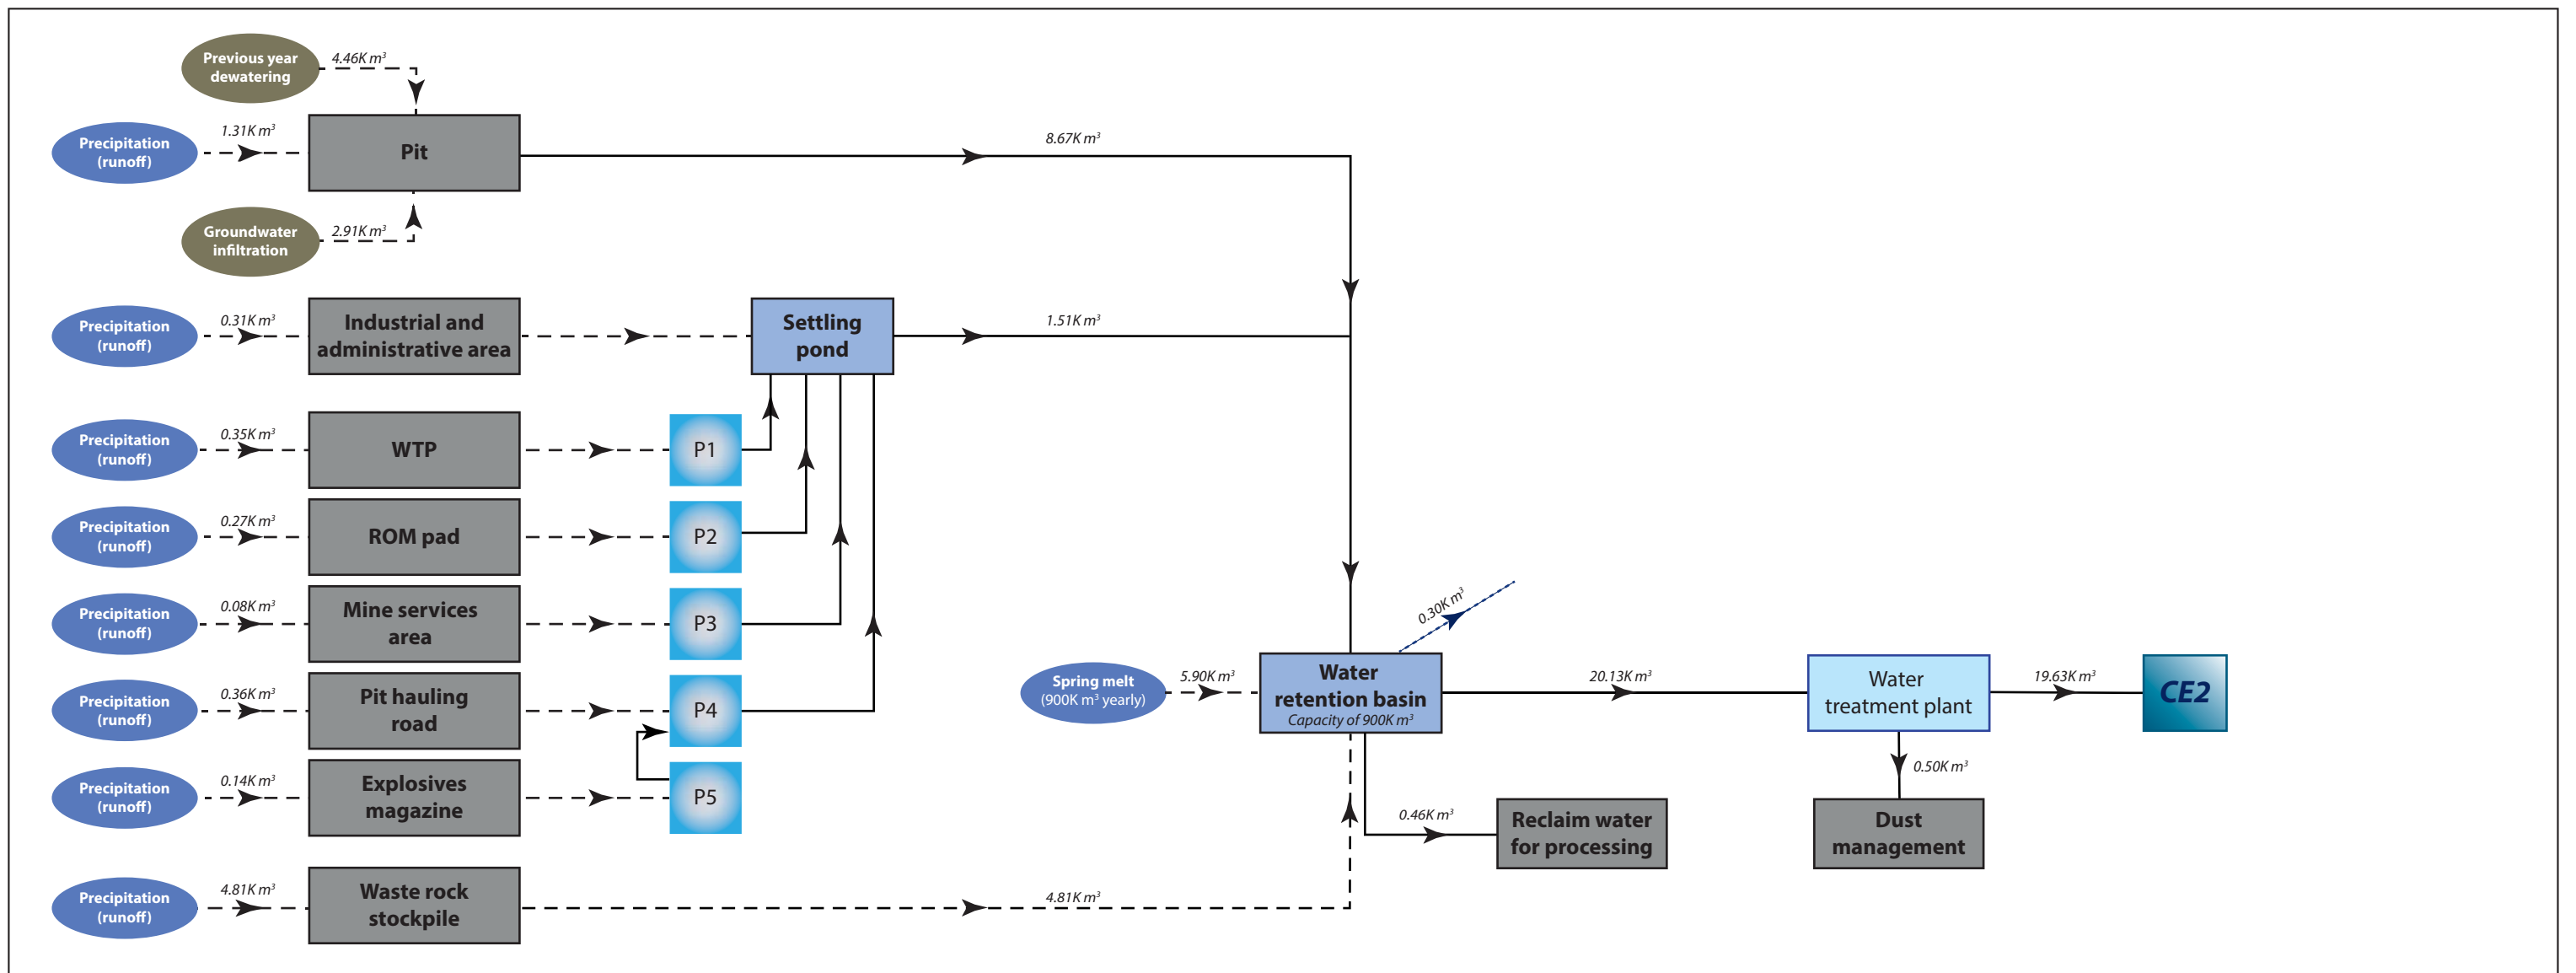 Previous year
dewatering
4.46K m³
Precipitation
(runoff)
1.31K m³
Pit
8.67K m³
Groundwater
infiltration
2.91K m³
Precipitation
(runoff)
0.31K m³
Industrial and
administrative area
Settling
pond
1.51K m³
Precipitation
(runoff)
0.35K m³
WTP
P1
Precipitation
(runoff)
0.27K m³
ROM pad
P2
Precipitation
(runoff)
0.08K m³
Mine services
area
P3
0.30K m³
Precipitation
(runoff)
0.36K m³
Pit hauling
road
P4
Spring melt
(900K m³ yearly)
5.90K m³
Water
retention basin
Capacity of 900K m³
20.13K m³
Water
treatment plant
19.63K m³
CE2
Precipitation
(runoff)
0.14K m³
Explosives
magazine
P5
0.46K m³
Reclaim water
for processing
0.50K m³
Dust
management
Precipitation
(runoff)
4.81K m³
Waste rock
stockpile
4.81K m³